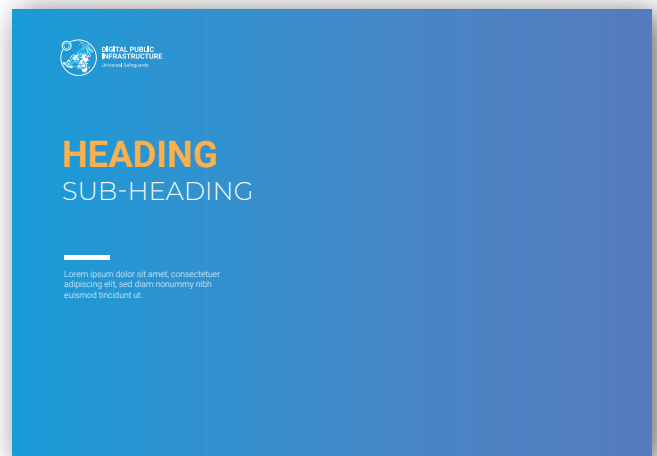 DIGITAL PUBLIC
INFRASTRUCTURE
Universal Safeguards
HEADING
SUB-HEADING
Lorem ipsum dolor sit amet, consectetuer
adipiscing elit, sed diam nonummy nibh
euismod tincidunt ut.